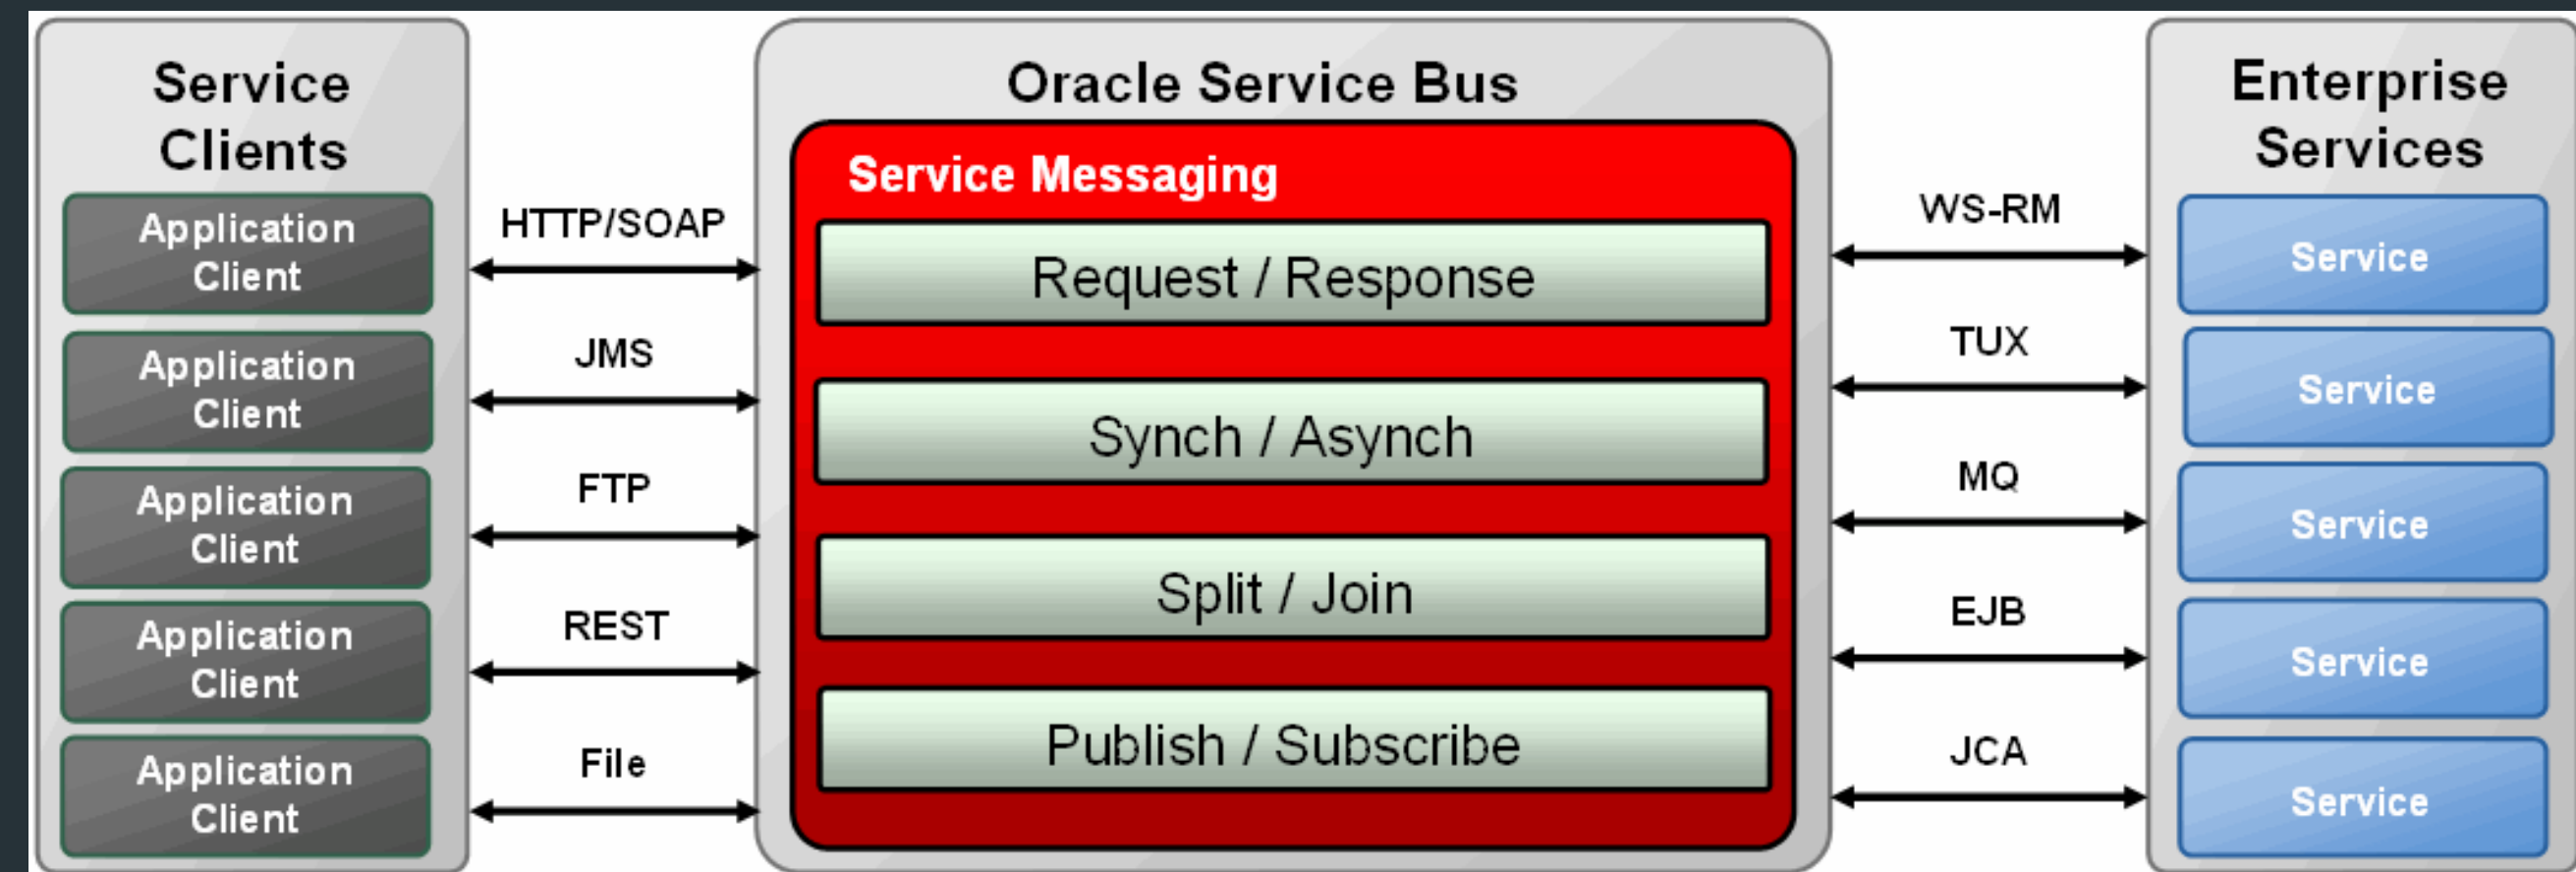 Service
Clients
Application
Client
Application
Client
Application
Client
Application
Client
Application
Client
HTTP/SOAP
JMS
FTP
REST
File
Oracle Service Bus
Service Messaging
Request / Response
Synch / Asynch
Split / Join
Publish / Subscribe
WS-RM
TUX
MQ
EJB
JCA
Enterprise
Services
Service
Service
Service
Service
Service